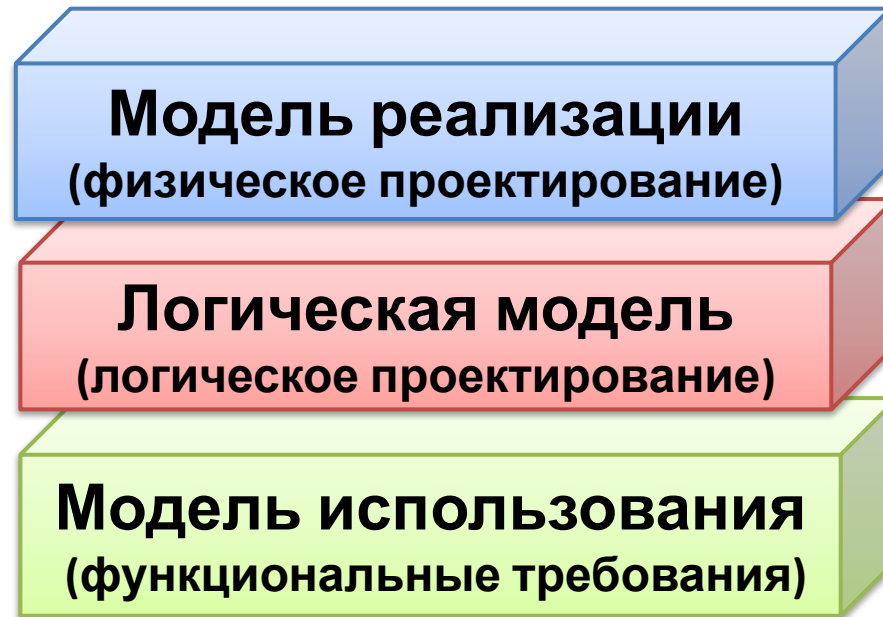 Модель реализации
(физическое проектирование)
Логическая модель
(логическое проектирование)
Модель использования
(функциональные требования)